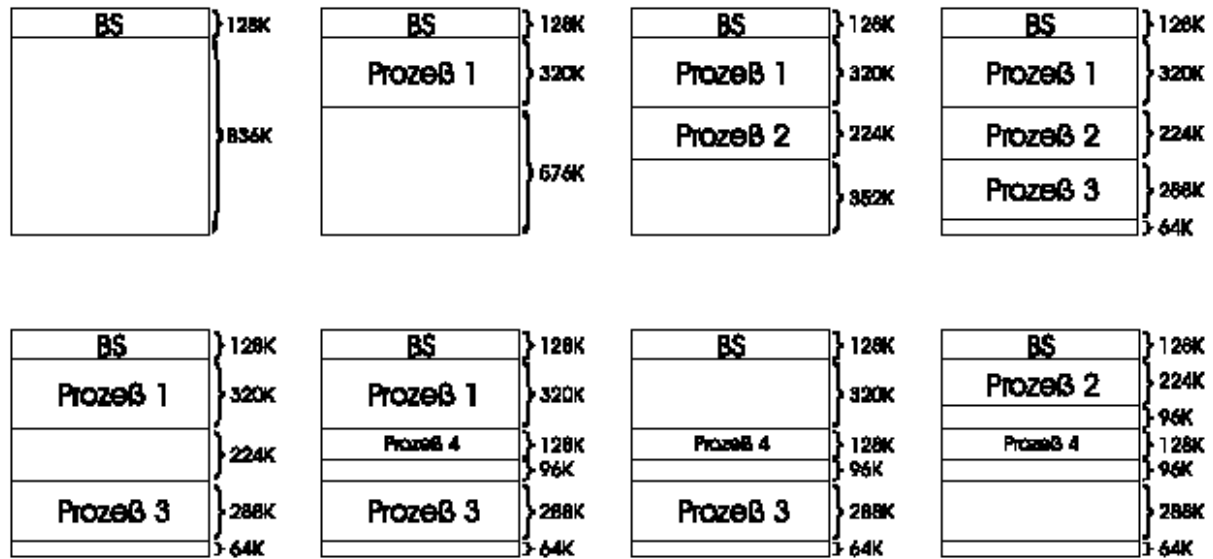 BS 128K
896K
BS 128K
Prozeß 1 320K
576K
BS 128K
Prozeß 1 320K
Prozeß 2 224K
352K
BS 128K
Prozeß 1 320K
Prozeß 2 224K
Prozeß 3 288K
64K
BS 128K
Prozeß 1 320K
224K
Prozeß 3 288K
64K
BS 128K
Prozeß 1 320K
Prozeß 4 128K
96K
Prozeß 3 288K
64K
BS 128K
320K
Prozeß 4 128K
96K
Prozeß 3 288K
64K
BS 128K
Prozeß 2 224K
96K
Prozeß 4 128K
96K
288K
64K